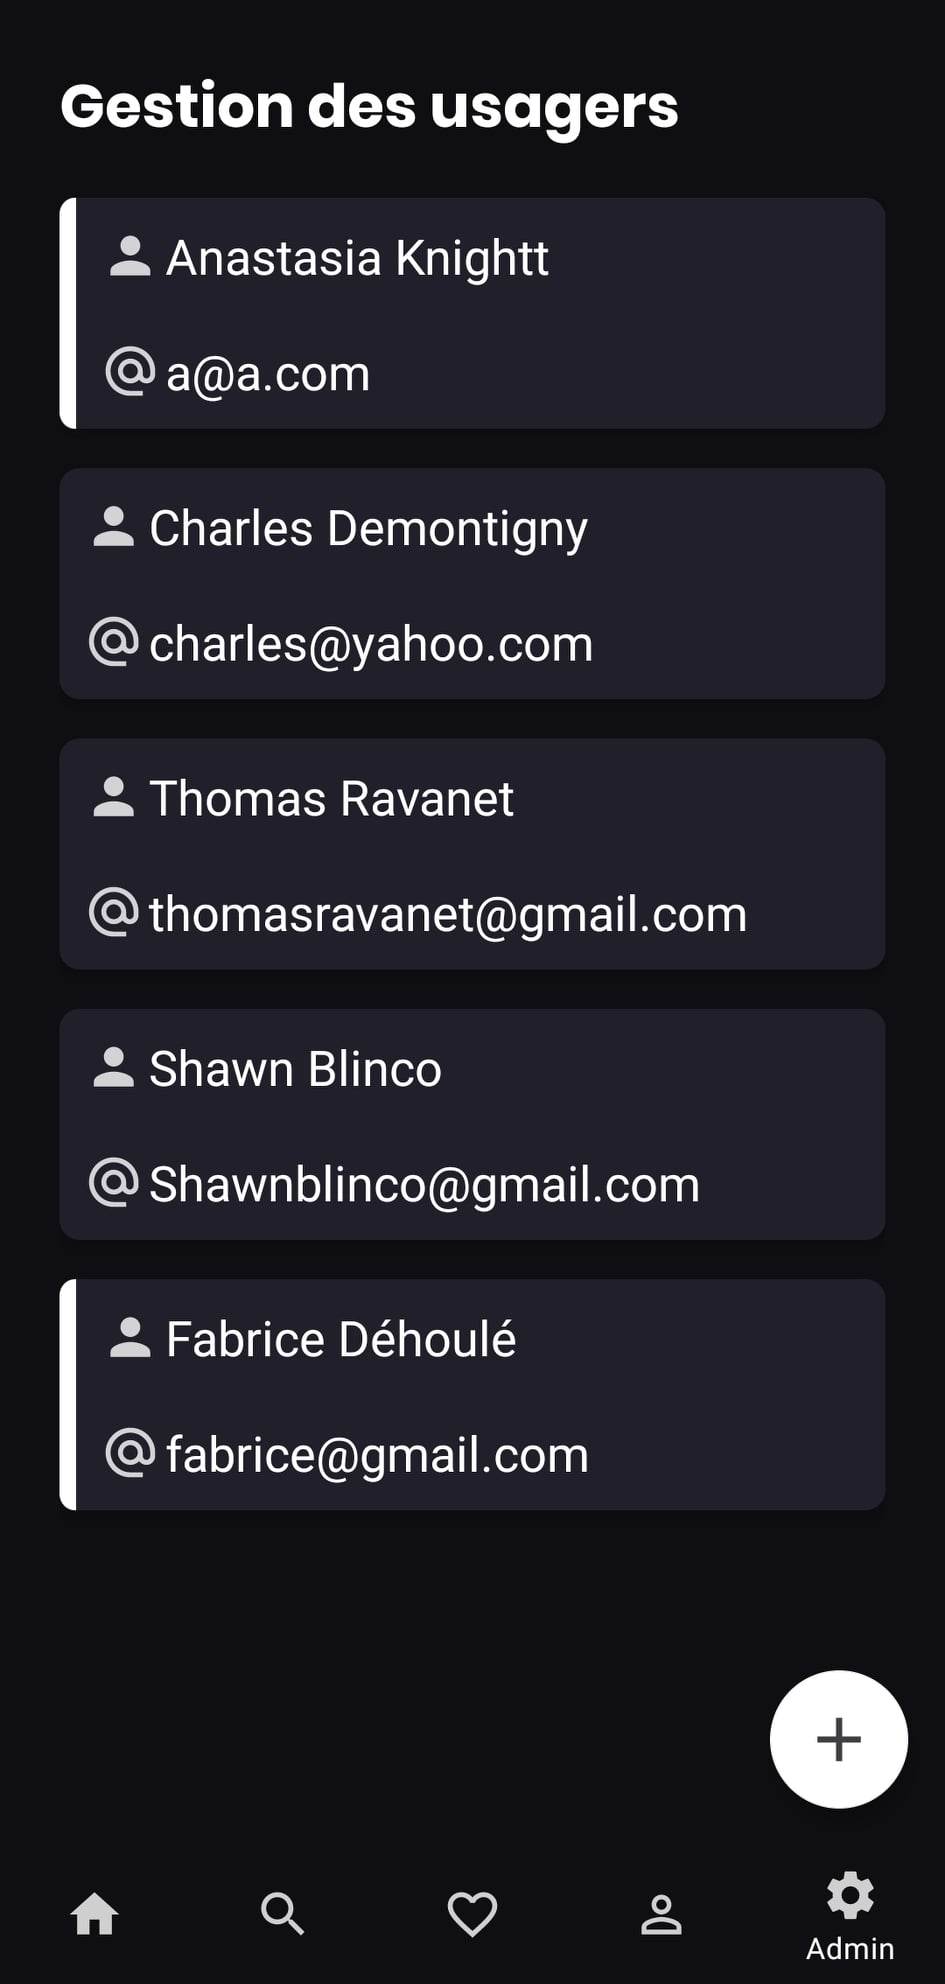 Gestion des usagers
Anastasia Knightt
a@a.com
Charles Demontigny
charles@yahoo.com
Thomas Ravanet
thomasravanet@gmail.com
Shawn Blinco
Shawnblinco@gmail.com
Fabrice Déhoulé
fabrice@gmail.com
Admin